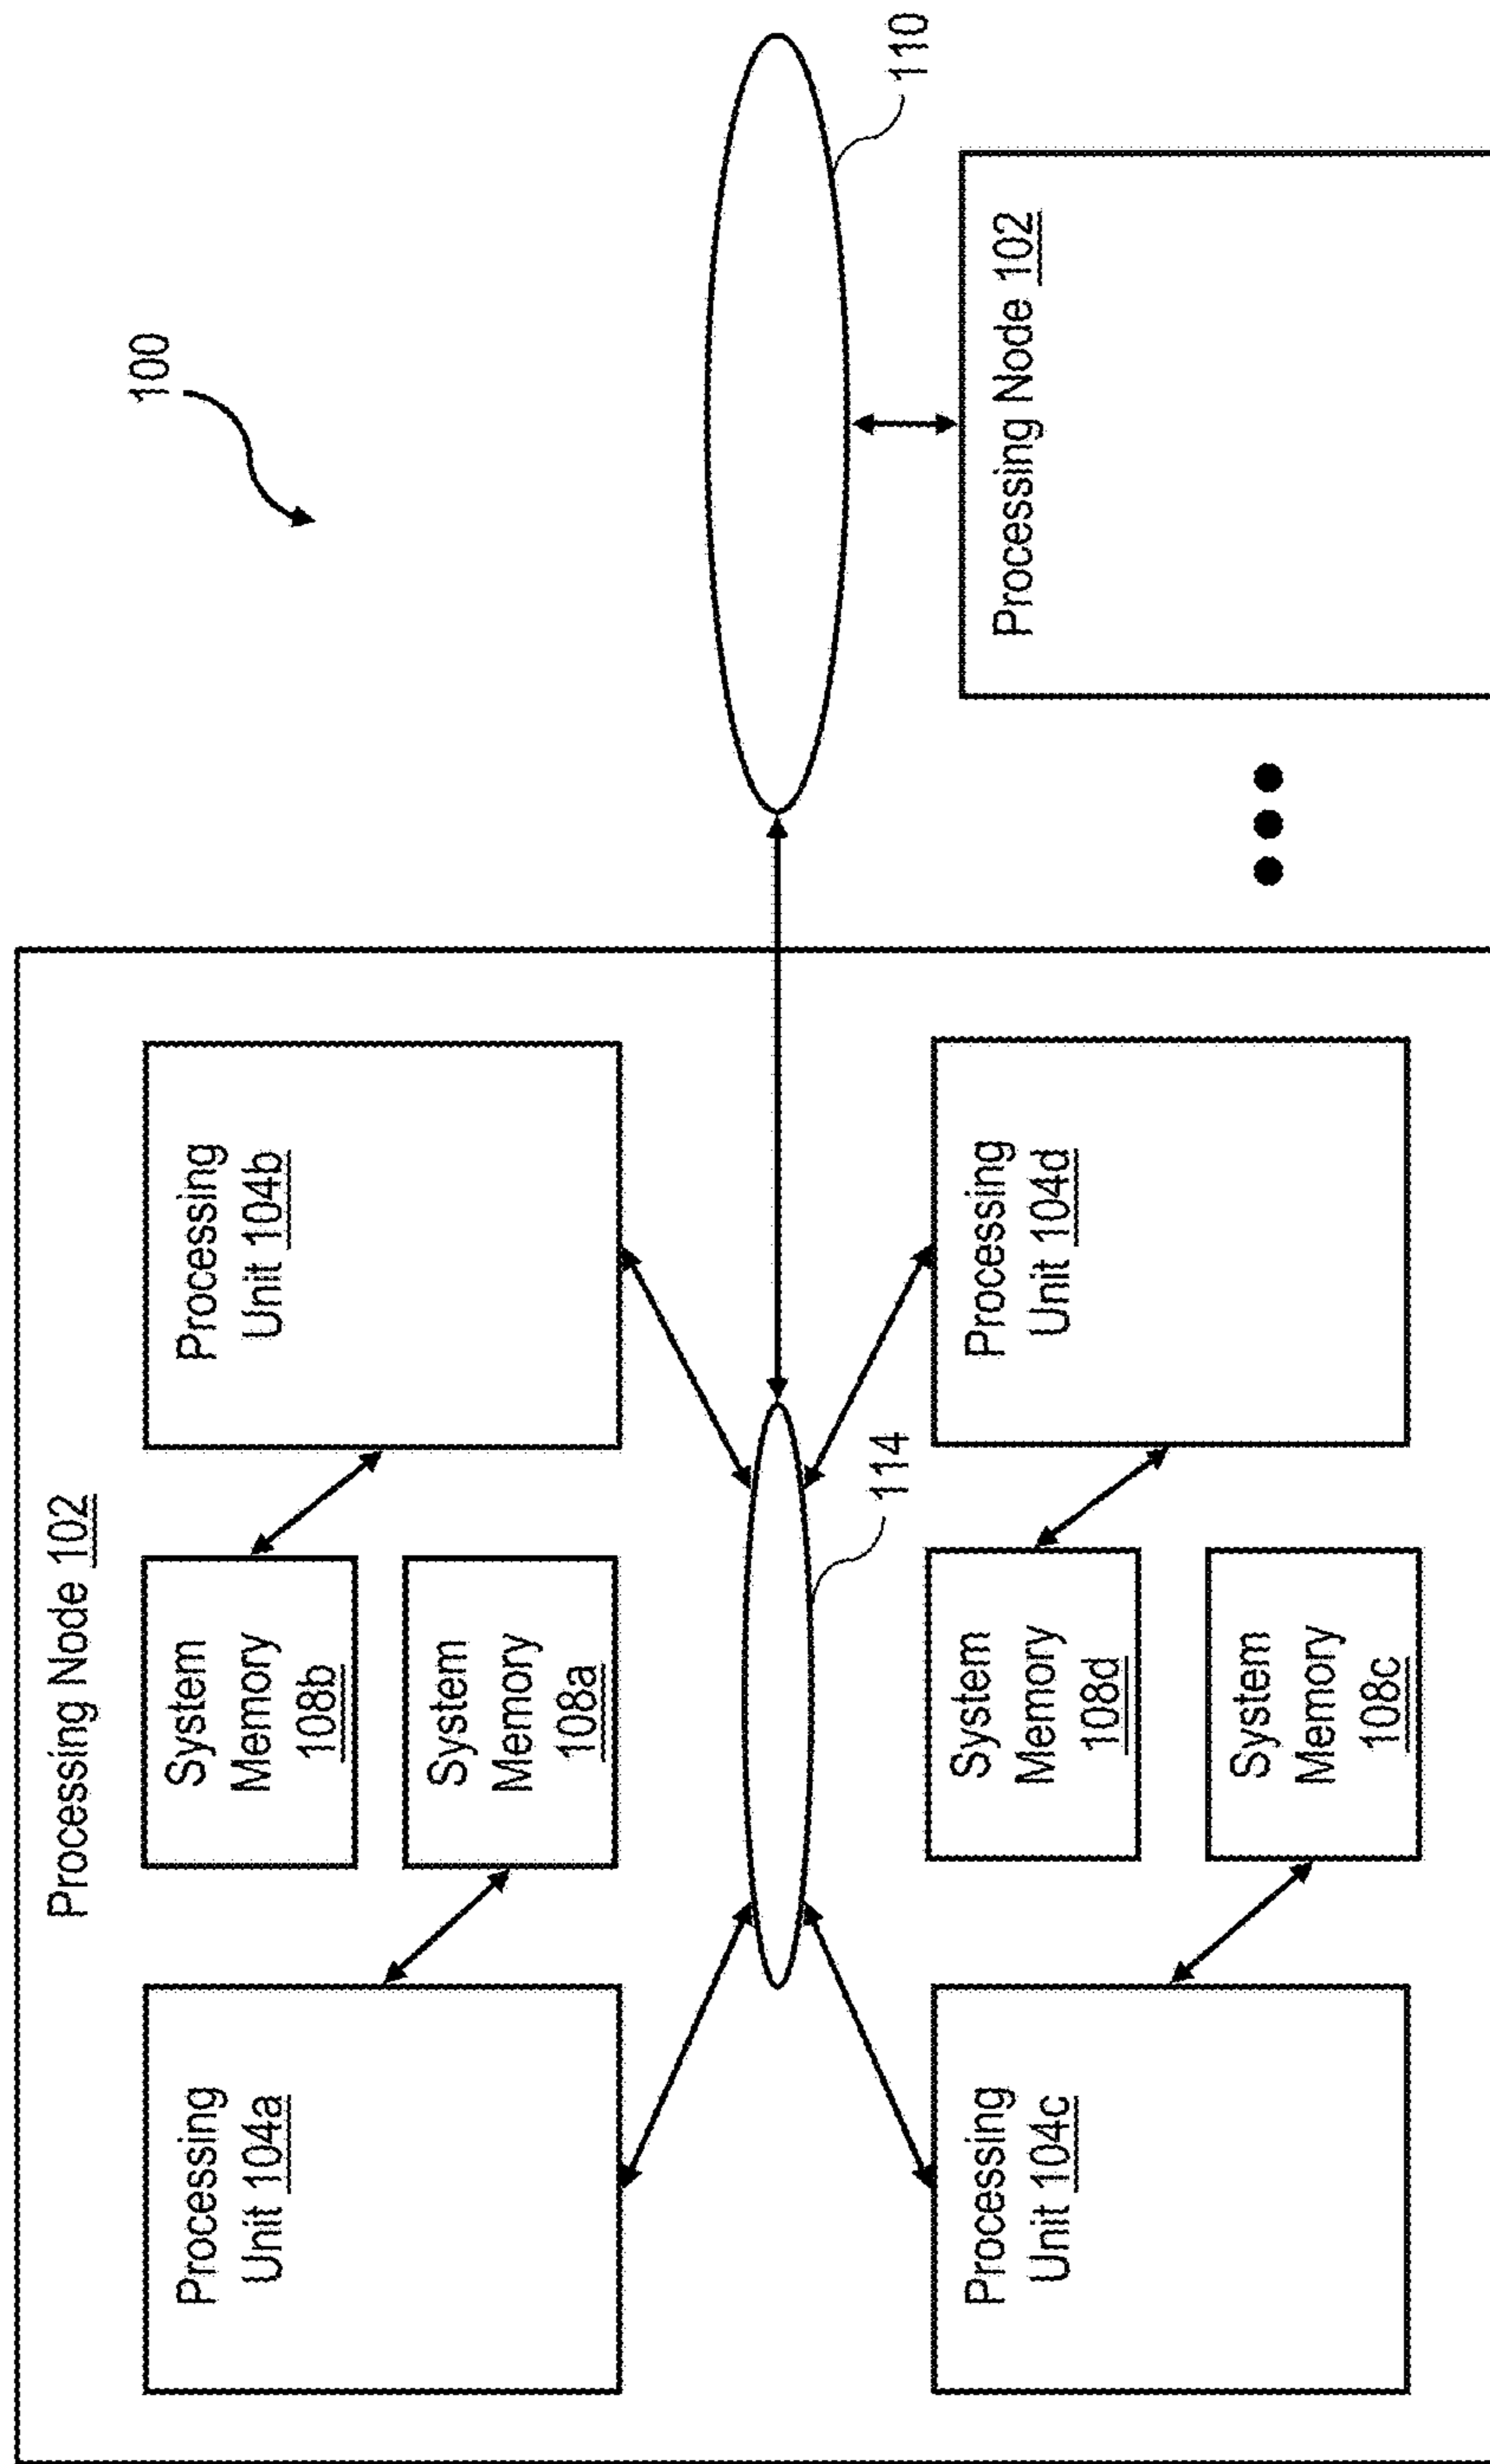 100
Processing Node 102
Processing
Unit 104a
System
Memory
108b
System
Memory
108a
Processing
Unit 104b
114
110
Processing
Unit 104c
System
Memory
108d
System
Memory
108c
Processing
Unit 104d
Processing Node 102